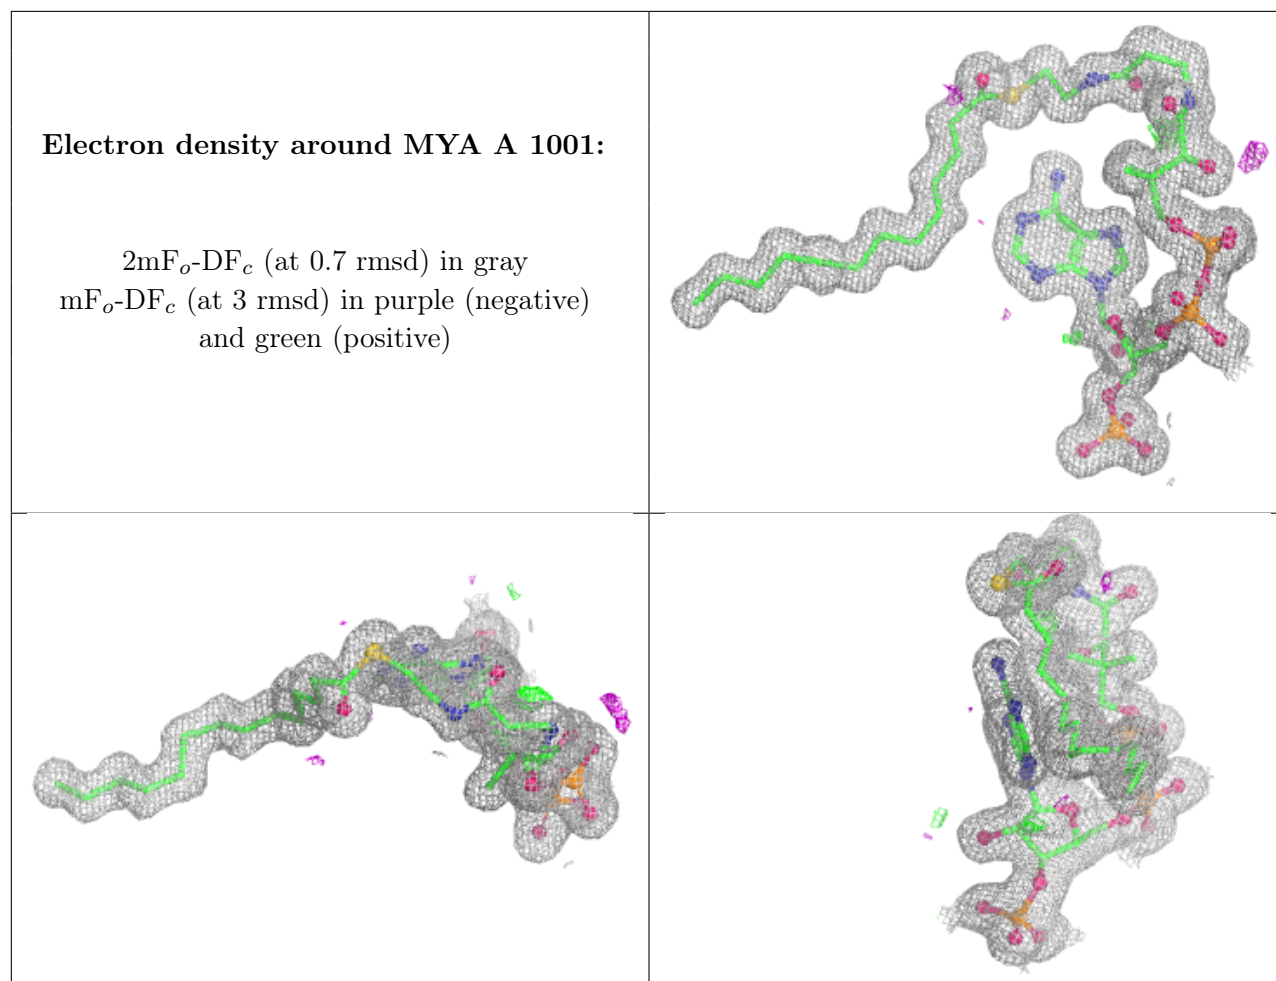 Electron density around MYA A 1001:
2mFo-DFc (at 0.7 rmsd) in gray
mFo-DFc (at 3 rmsd) in purple (negative)
and green (positive)